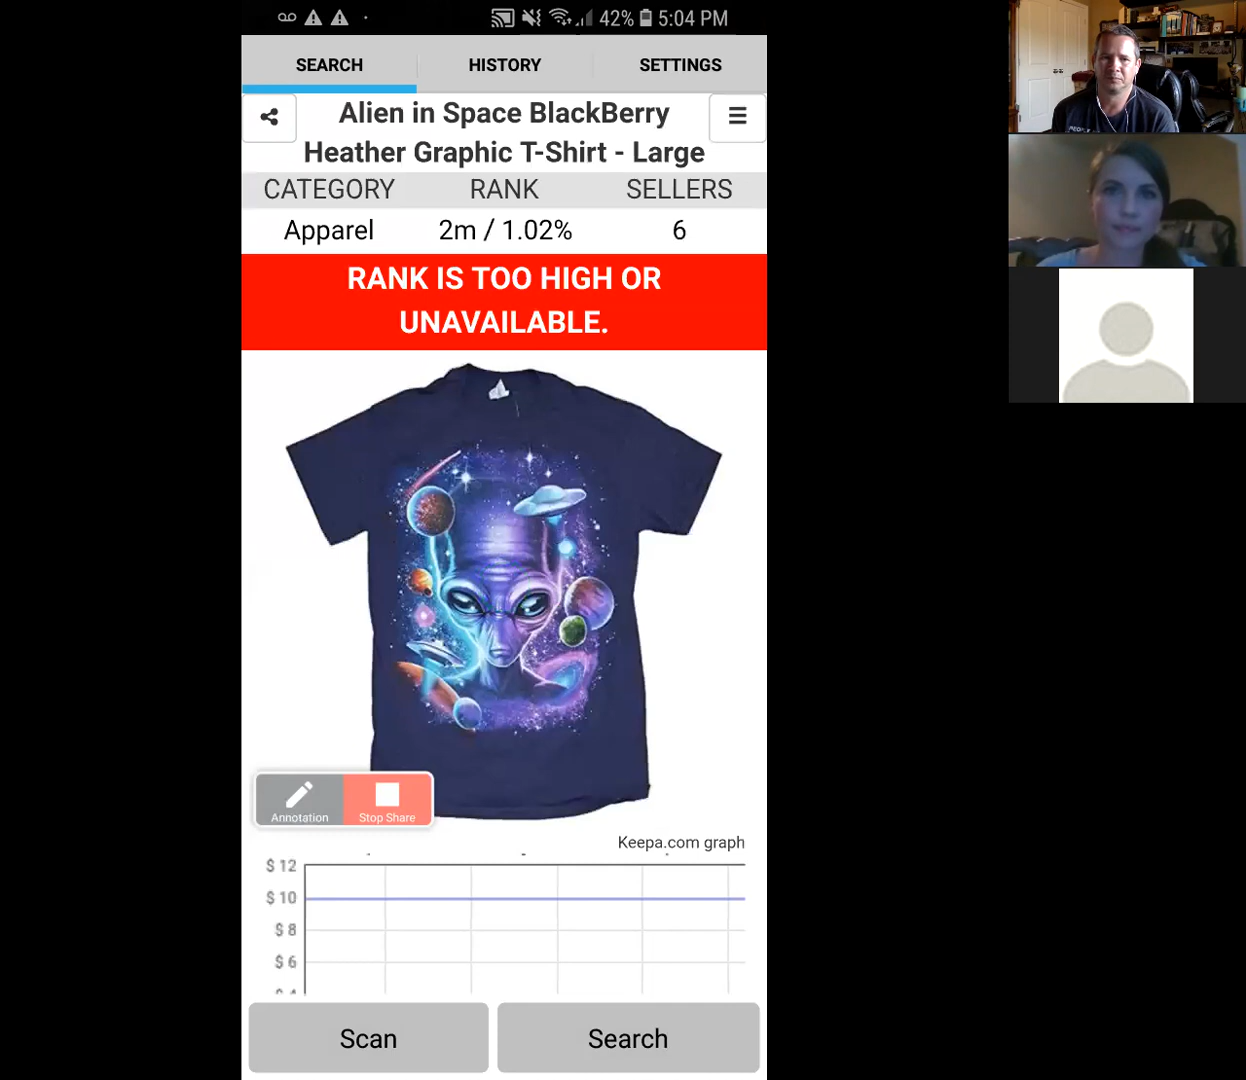 42% 5:04 PM
SEARCH HISTORY SETTINGS
Alien in Space BlackBerry
Heather Graphic T-Shirt - Large
CATEGORY RANK SELLERS
Apparel 2m / 1.02% 6
RANK IS TOO HIGH OR
UNAVAILABLE.
Annotation Stop Share
Keepa.com graph
$ 12
$ 10
$ 8
$ 6
Scan Search